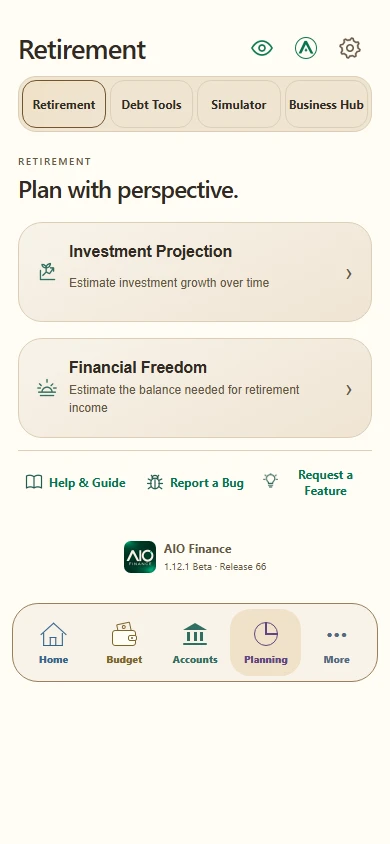 Retirement
Retirement
Debt Tools
Simulator
Business Hub
RETIREMENT
Plan with perspective.
Investment Projection
Estimate investment growth over time
Financial Freedom
Estimate the balance needed for retirement
income
Help & Guide
Report a Bug
Request a
Feature
AIO
FINANCE
AIO Finance
1.12.1 Beta · Release 66
Home
Budget
Accounts
Planning
More